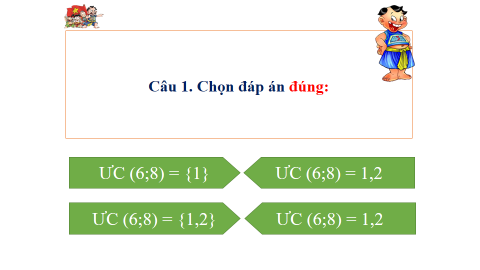 Câu 1. Chọn đáp án đúng:
ƯC (6;8) = {1}
ƯC (6;8) = 1,2
ƯC (6;8) = {1,2}
ƯC (6;8) = 1,2